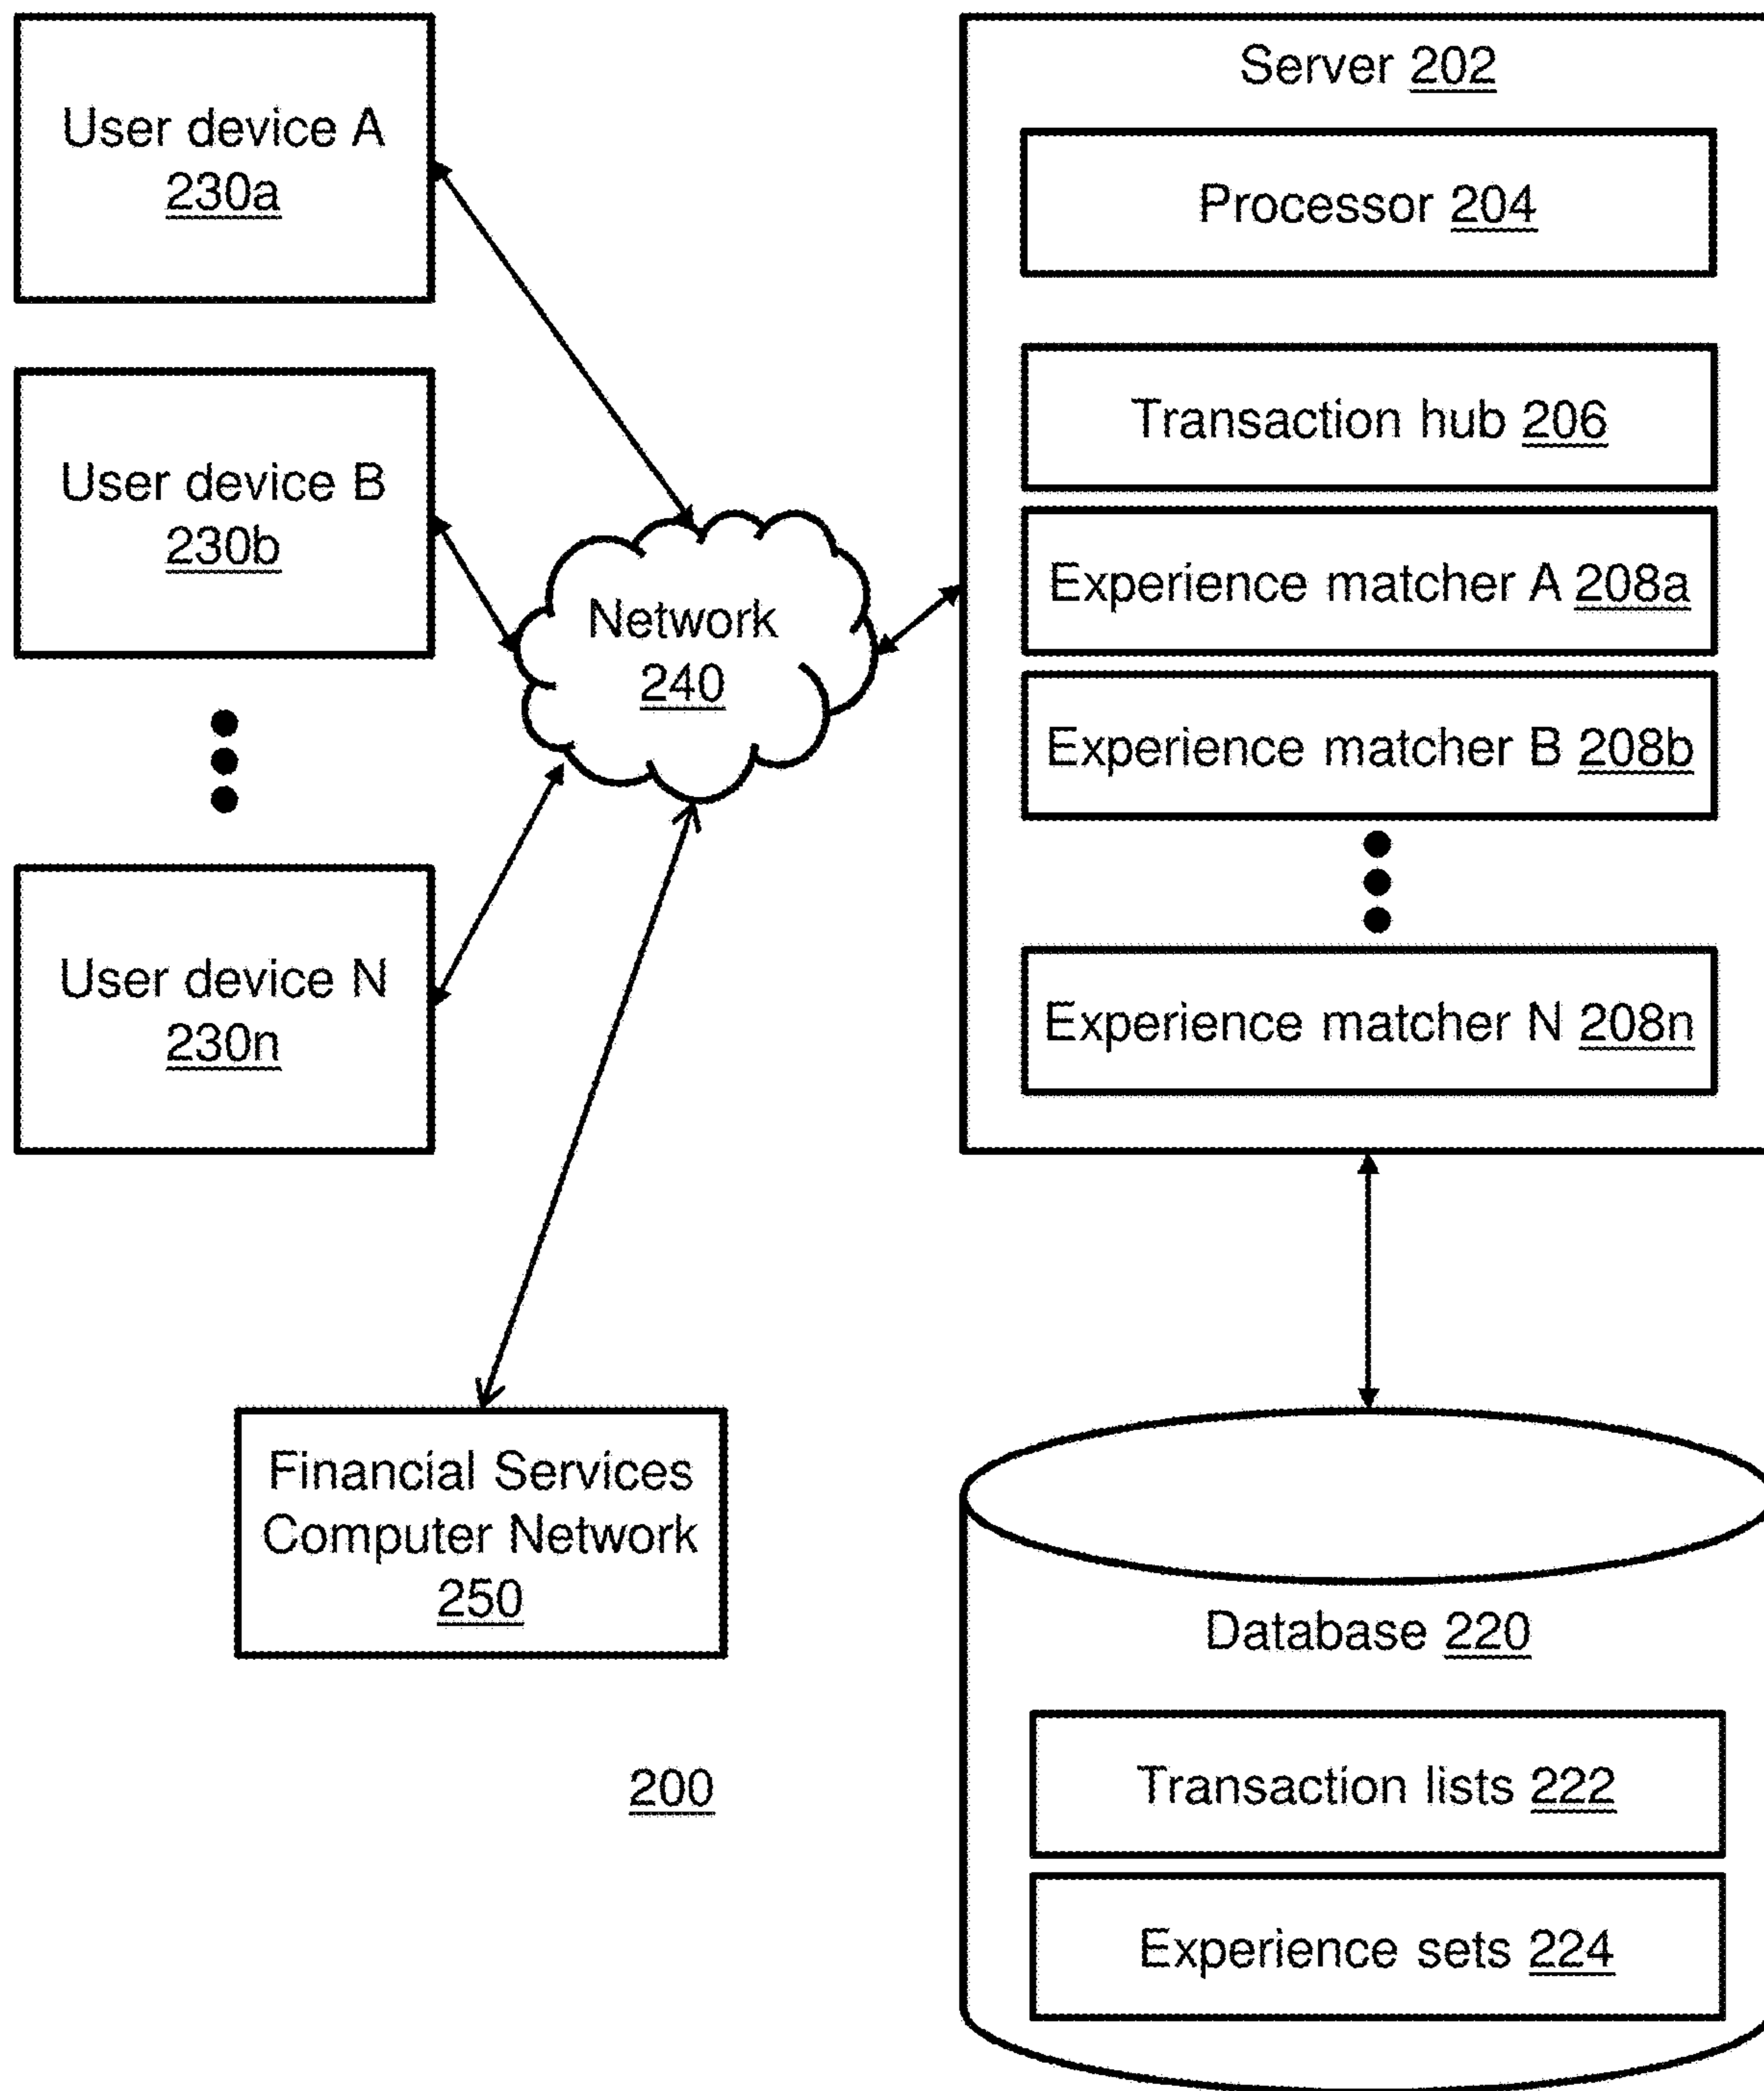 User device A
230a
User device B
230b
User device N
230n
Network
240
Server 202
Processor 204
Transaction hub 206
Experience matcher A 208a
Experience matcher B 208b
Experience matcher N 208n
Financial Services
Computer Network
250
200
Database 220
Transaction lists 222
Experience sets 224